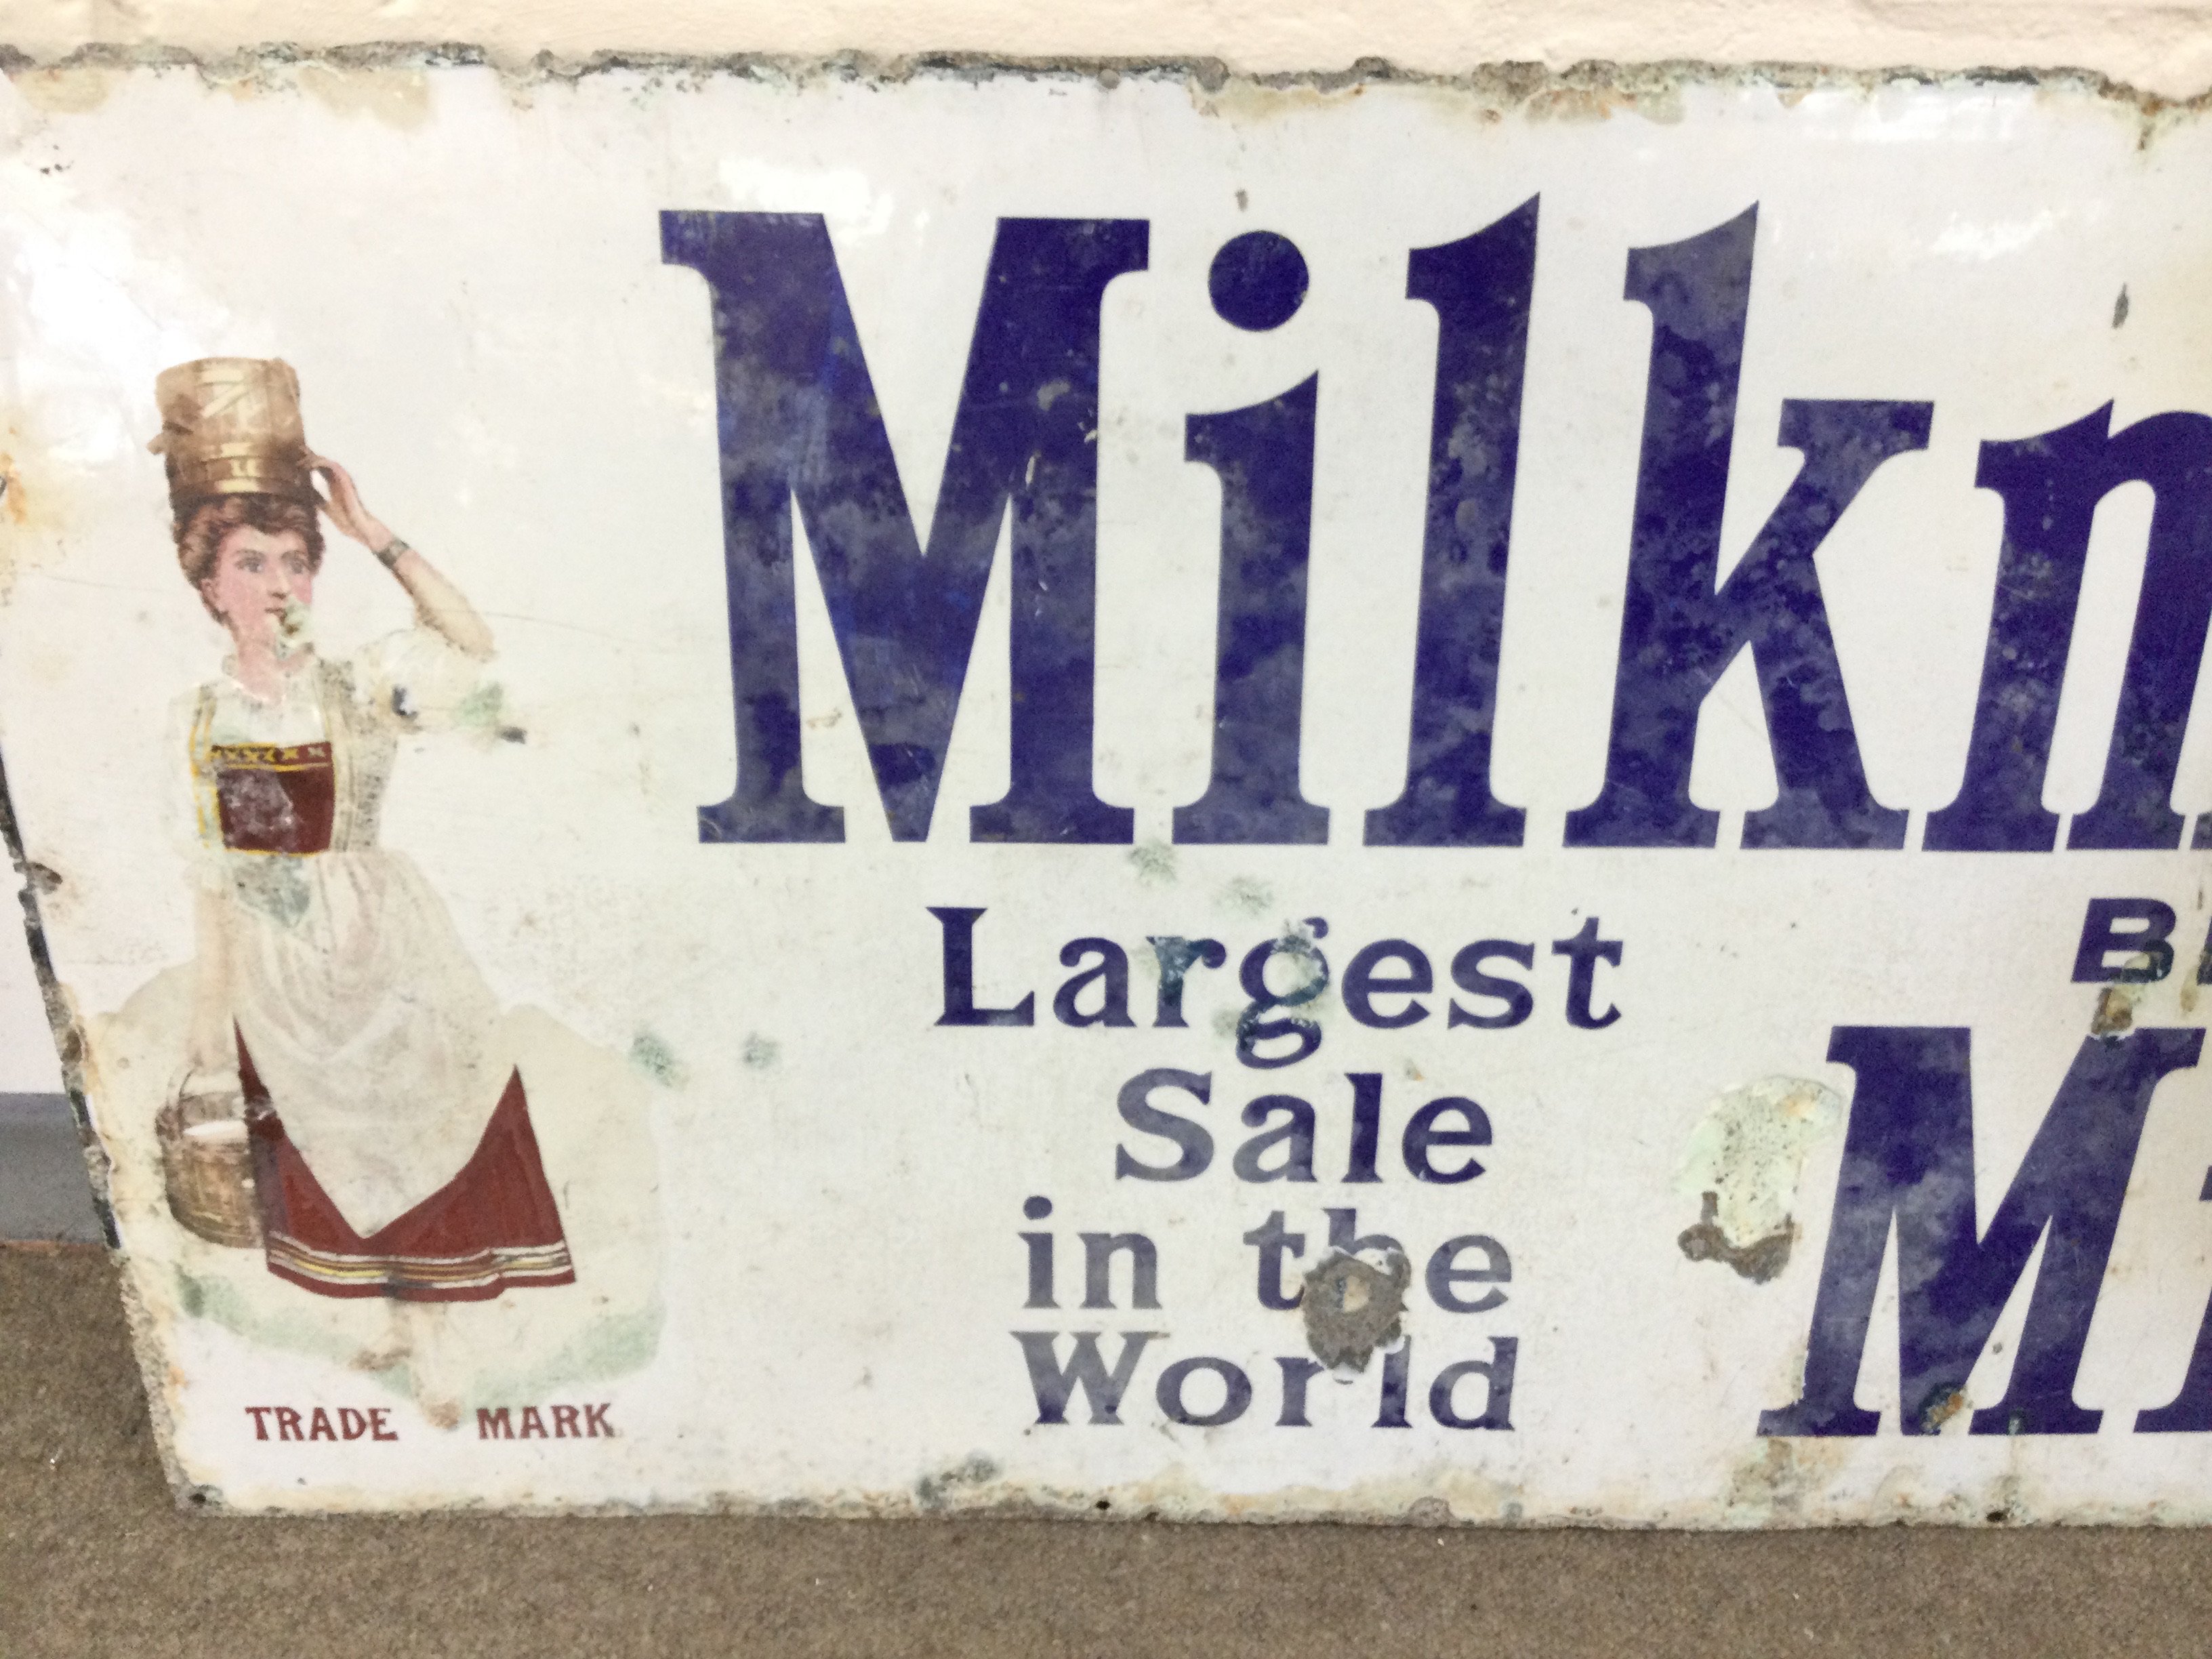 Milk
Largest
Sale
in the
World
TRADE MARK